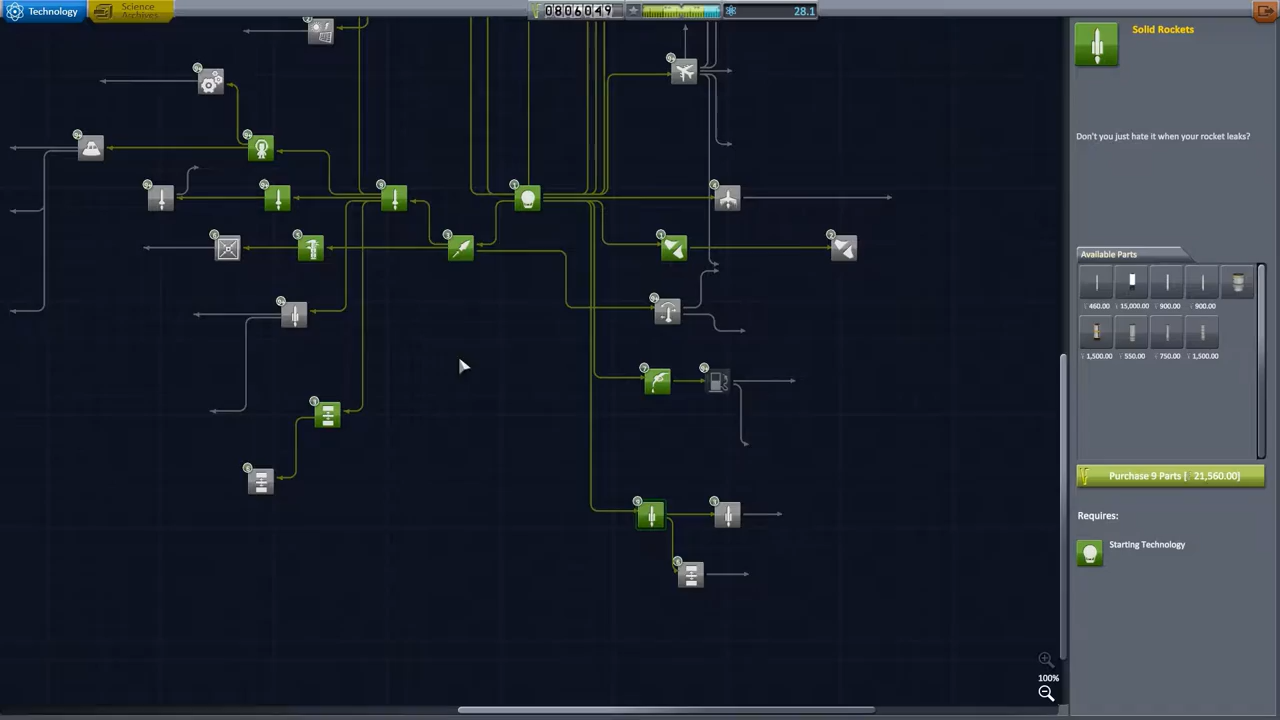 Technology
Science
Archives
0806049
28.1
Solid Rockets
Don't you just hate it when your rocket leaks?
Available Parts
460.00
15,000.00
900.00
900.00
1,500.00
550.00
750.00
1,500.00
Purchase 9 Parts [ 21,560.00]
Requires:
Starting Technology
100%